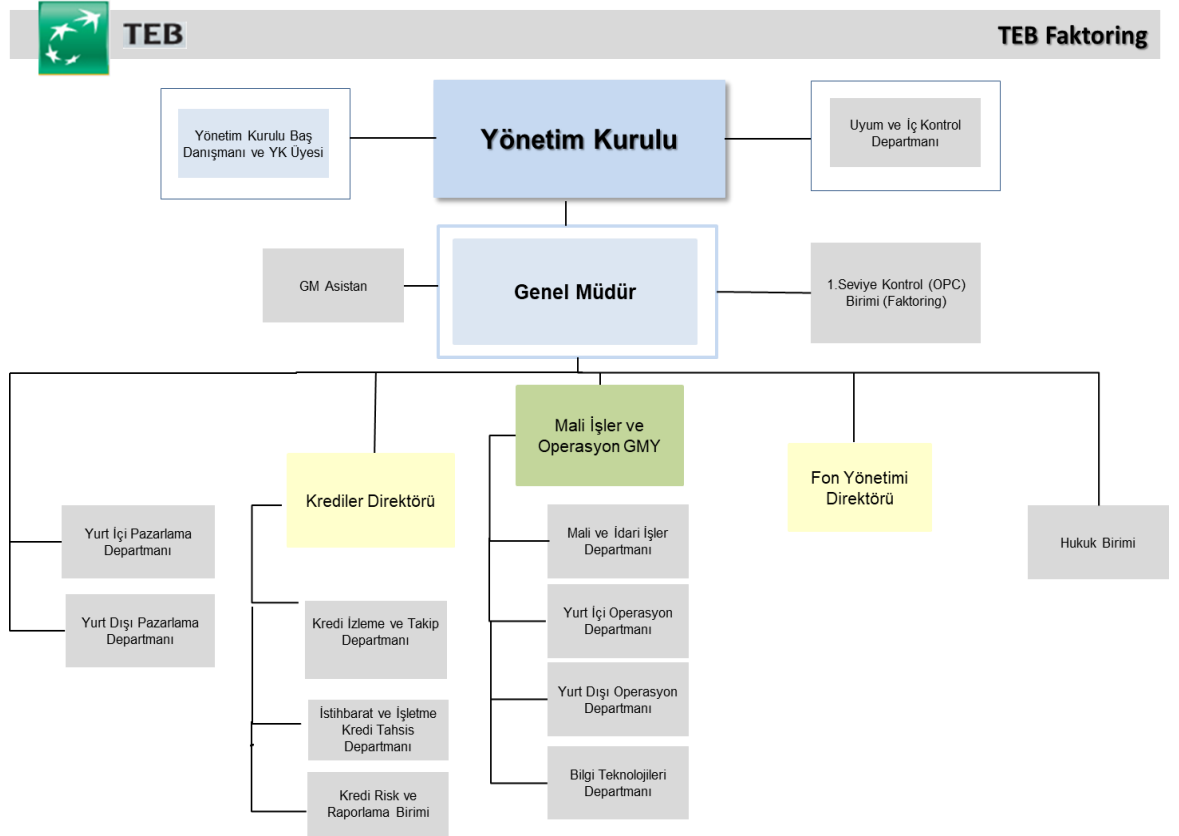 TEB
TEB Faktoring
Yönetim Kurulu Baş
Danışmanı ve YK Üyesi
Yönetim Kurulu
Uyum ve İç Kontrol
Departmanı
GM Asistan
Genel Müdür
1.Seviye Kontrol (OPC)
Birimi (Faktoring)
Mali İşler ve
Operasyon GMY
Krediler Direktörü
Fon Yönetimi
Direktörü
Yurt İçi Pazarlama
Departmanı
Mali ve İdari İşler
Departmanı
Hukuk Birimi
Yurt Dışı Pazarlama
Departmanı
Kredi İzleme ve Takip
Departmanı
Yurt İçi Operasyon
Departmanı
İstihbarat ve İşletme
Kredi Tahsis
Departmanı
Yurt Dışı Operasyon
Departmanı
Kredi Risk ve
Raporlama Birimi
Bilgi Teknolojileri
Departmanı